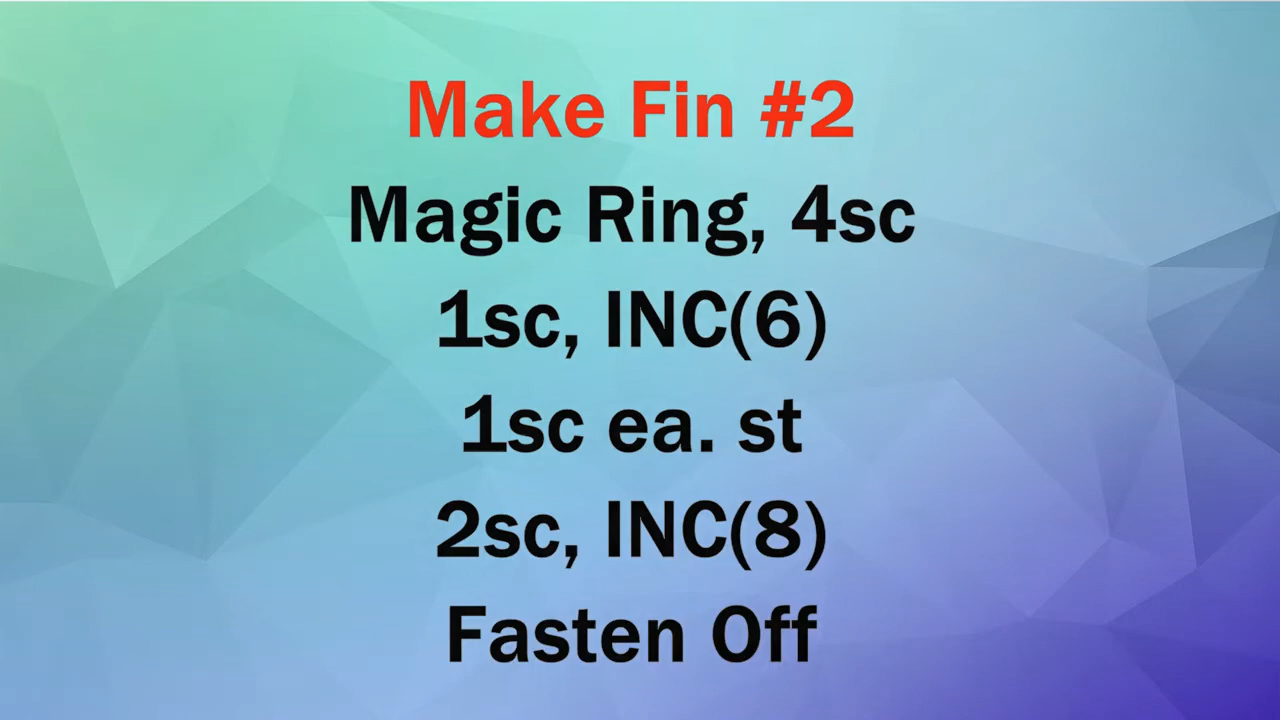 Make Fin #2
Magic Ring, 4sc
1sc, INC(6)
1sc ea. st
2sc, INC(8)
Fasten Off